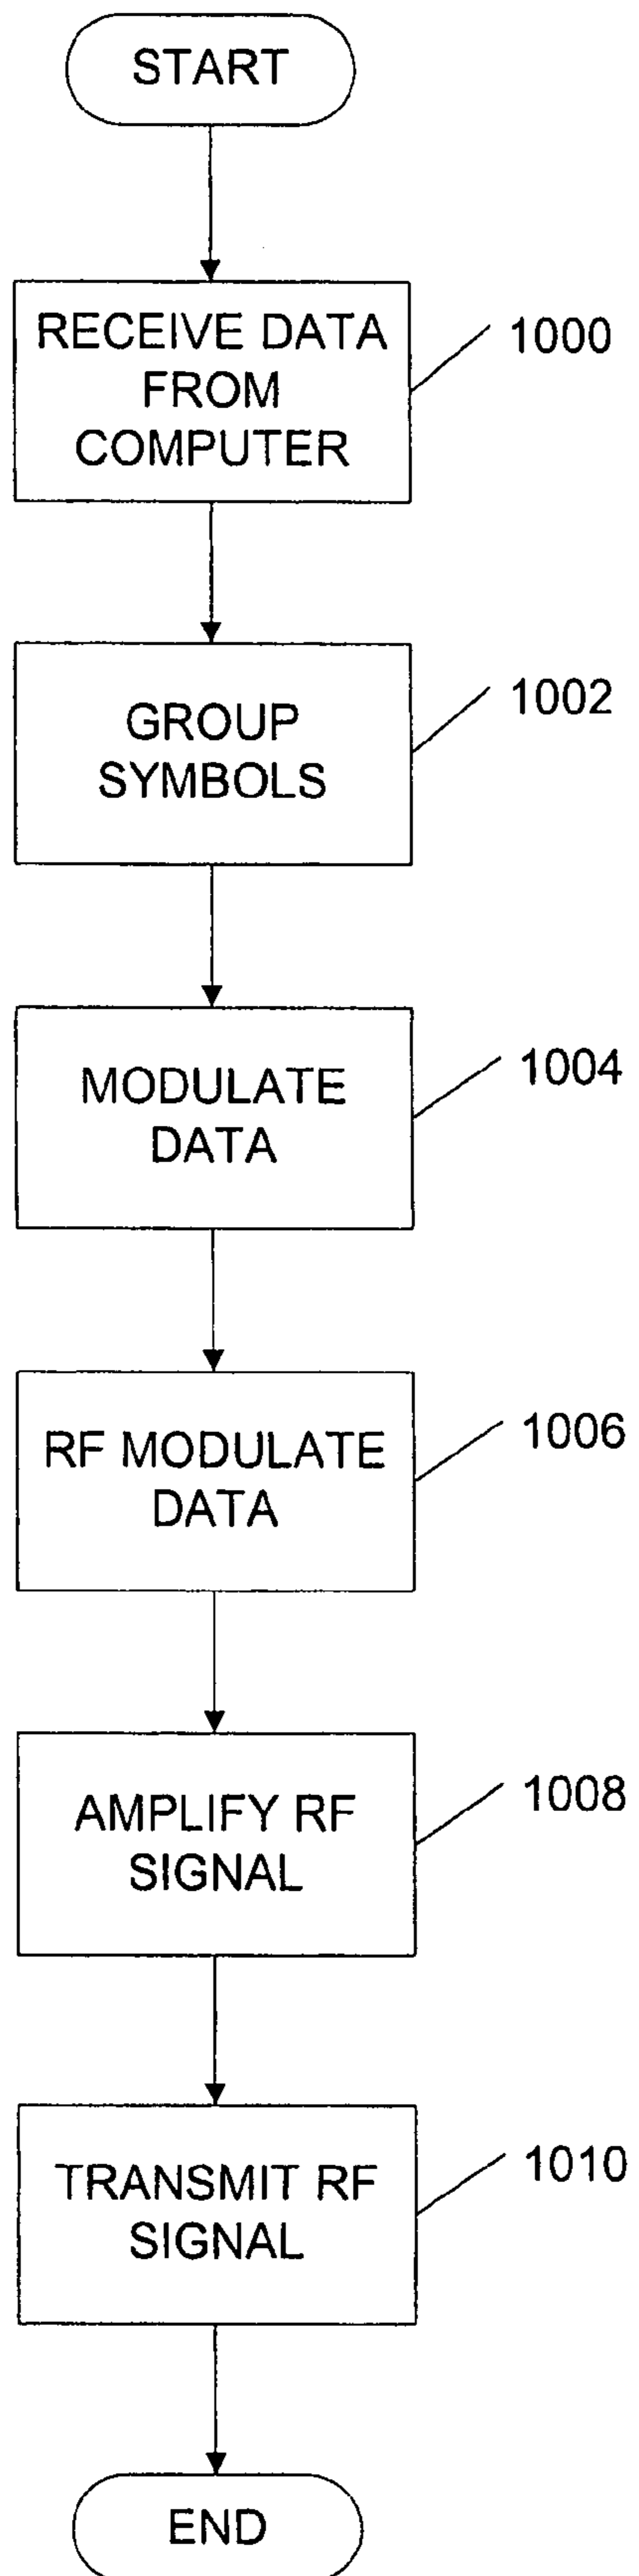 START
RECEIVE DATA
FROM
COMPUTER
1000
GROUP
SYMBOLS
1002
MODULATE
DATA
1004
RF MODULATE
DATA
1006
AMPLIFY RF
SIGNAL
1008
TRANSMIT RF
SIGNAL
1010
END